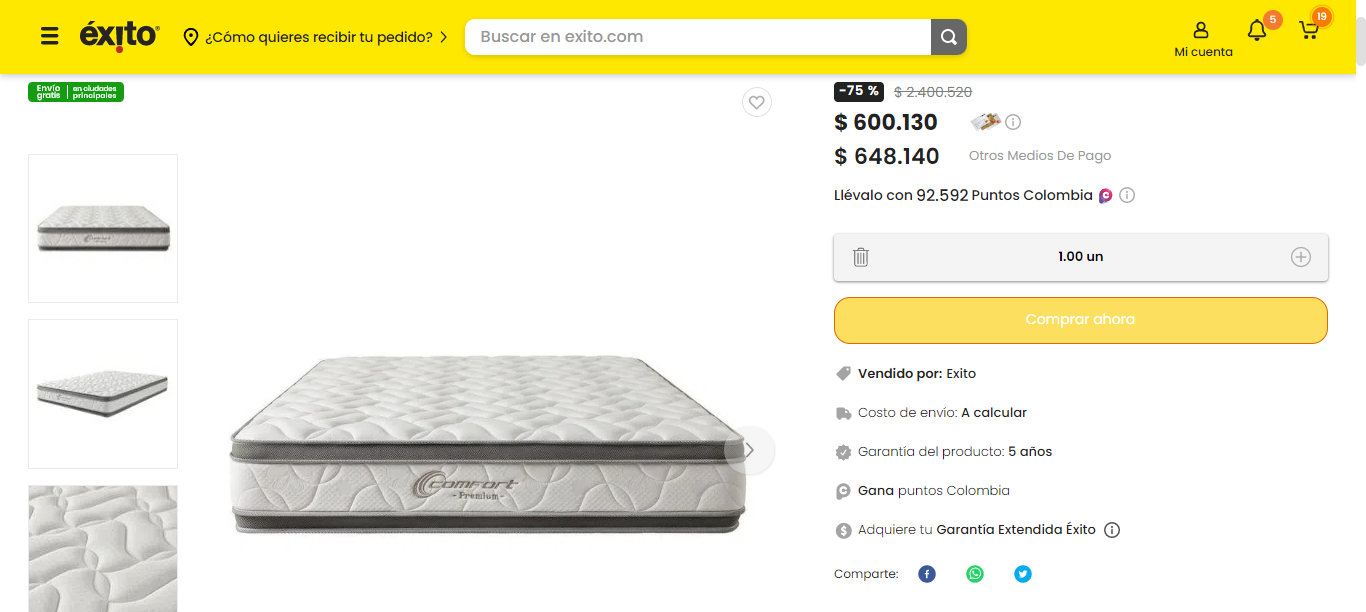 éxito
¿Cómo quieres recibir tu pedido?
Buscar en exito.com
Mi cuenta
5
19
Envío gratis
en ciudades principales
-75 %
$ 2.400.520
$ 600.130
$ 648.140
Otros Medios De Pago
Llévalo con 92.592 Puntos Colombia
1.00 un
Comprar ahora
Vendido por: Exito
Costo de envío: A calcular
Garantía del producto: 5 años
Gana puntos Colombia
Adquiere tu Garantía Extendida Éxito
Comparte:
Comfort
-Premium-